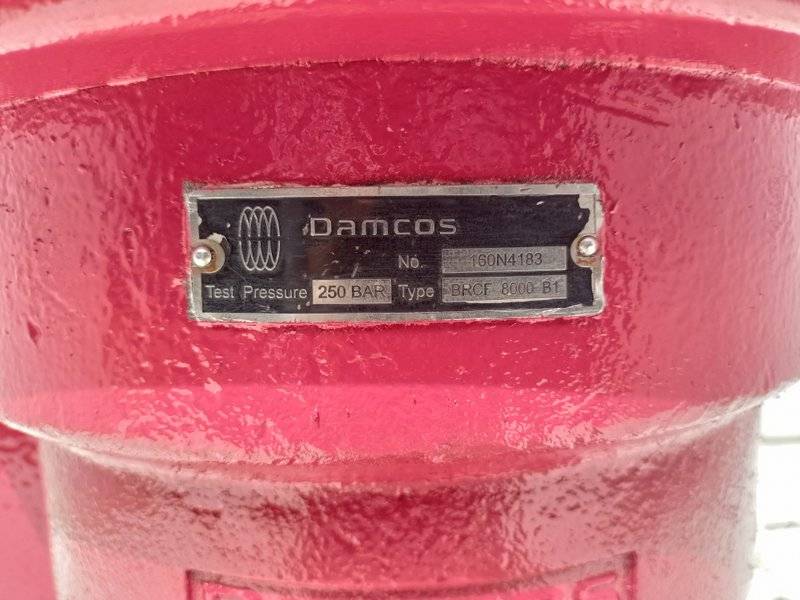 Damcos
No. 160N4183
Test Pressure 250 BAR Type BRCF 8000 B1